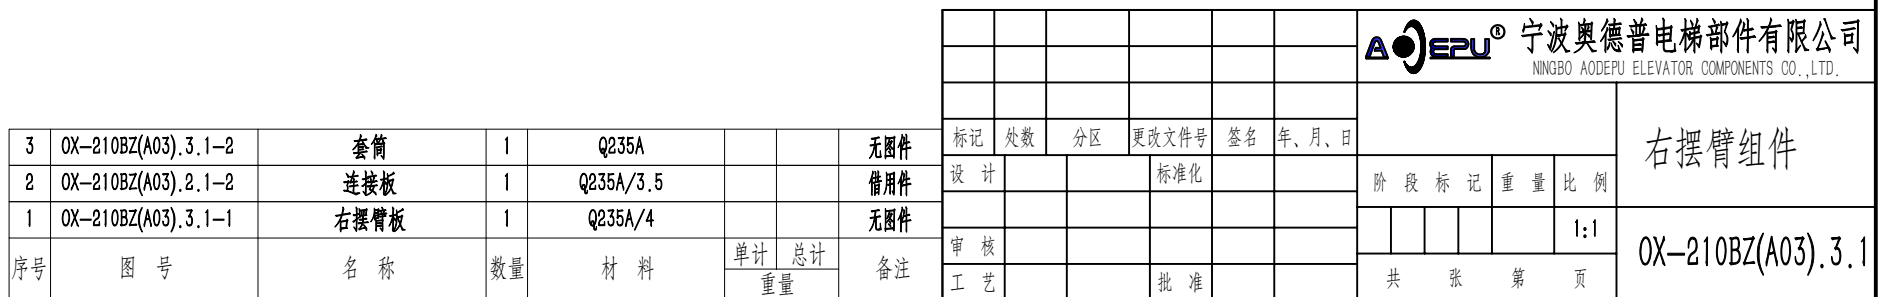 AOEPU® 宁波奥德普电梯部件有限公司
NINGBO AODEPU ELEVATOR COMPONENTS CO.,LTD.
3 OX-210BZ(A03).3.1-2 套筒 1 Q235A 无图件
2 OX-210BZ(A03).2.1-2 连接板 1 Q235A/3.5 借用件
1 OX-210BZ(A03).3.1-1 右摆臂板 1 Q235A/4 无图件
序号 图 号 名 称 数量 材 料 单计 总计 重量 备注
标记 处数 分区 更改文件号 签名 年、月、日
设 计 标准化
审 核
工 艺 批 准
阶 段 标 记 重 量 比 例
1:1
共 张 第 页
右摆臂组件
OX-210BZ(A03).3.1